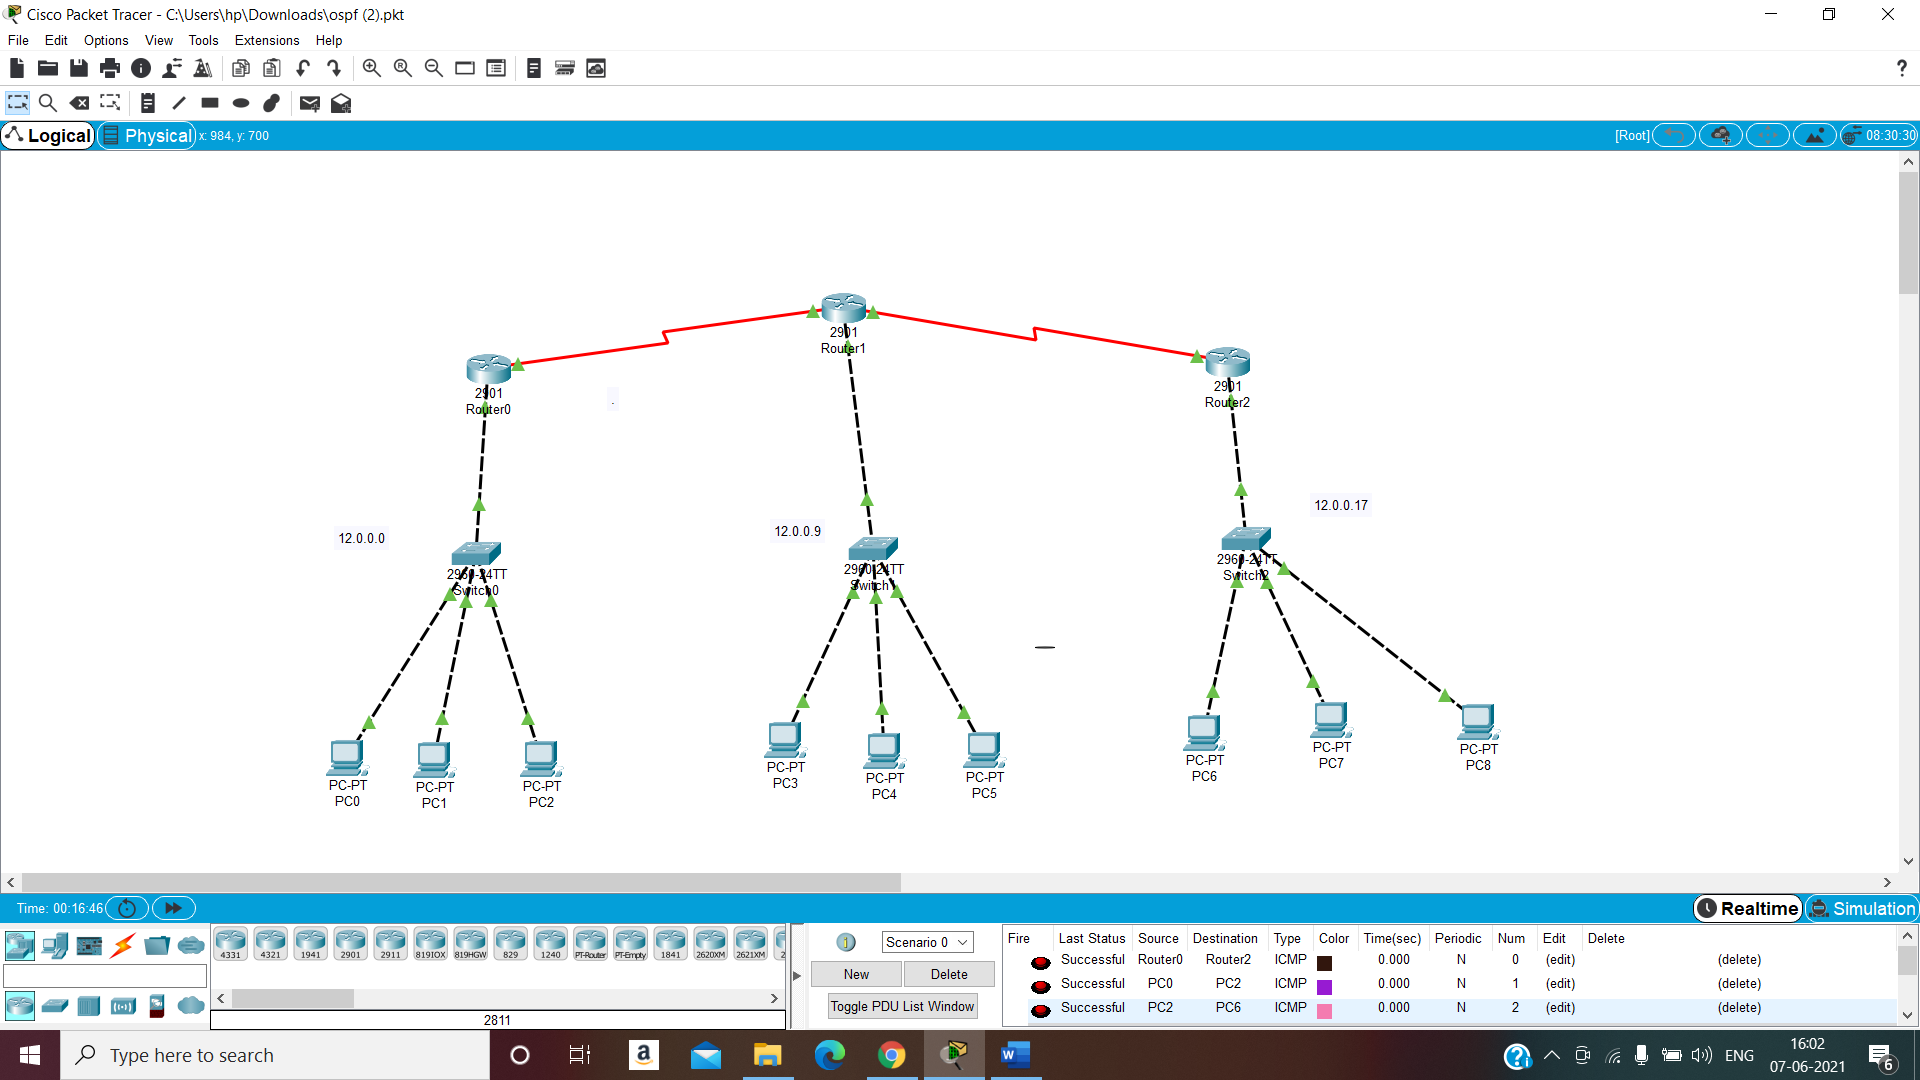 Cisco Packet Tracer - C:\Users\hp\Downloads\ospf (2).pkt
File Edit Options View Tools Extensions Help
Logical Physical x: 984, y: 700 [Root] 08:30:30
2901
Router1
2901
Router0
.
2901
Router2
12.0.0.17
12.0.0.9
12.0.0.0
2960-24TT
Switch0
2960-24TT
Switch1
2960-24TT
Switch2
PC-PT
PC0
PC-PT
PC1
PC-PT
PC2
PC-PT
PC3
PC-PT
PC4
PC-PT
PC5
PC-PT
PC6
PC-PT
PC7
PC-PT
PC8
Time: 00:16:46 Realtime Simulation
4331 4321 1941 2901 2911 819IOX 819HGW 829 1240 PT-Router PT-Empty 1841 2620XM 2621XM 2
2811
Scenario 0
New Delete
Toggle PDU List Window
Fire Last Status Source Destination Type Color Time(sec) Periodic Num Edit Delete
Successful Router0 Router2 ICMP 0.000 N 0 (edit) (delete)
Successful PC0 PC2 ICMP 0.000 N 1 (edit) (delete)
Successful PC2 PC6 ICMP 0.000 N 2 (edit) (delete)
Type here to search
ENG
16:02
07-06-2021
6